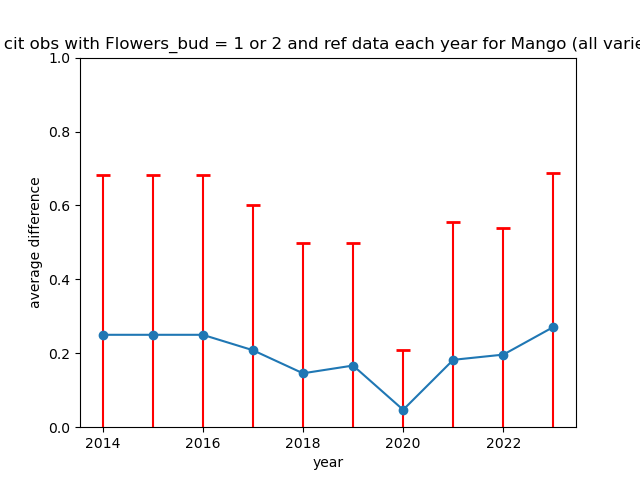 cit obs with Flowers_bud = 1 or 2 and ref data each year for Mango (all varie
1.0
0.8
0.6
0.4
0.2
0.0
average difference
2014 2016 2018 2020 2022
year